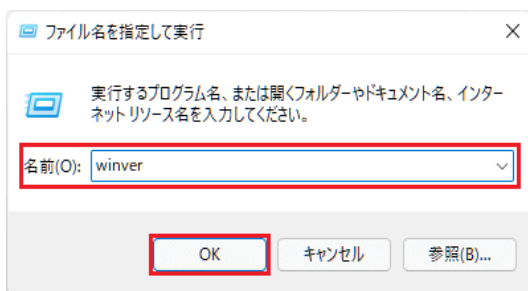 ファイル名を指定して実行
実行するプログラム名、または開くフォルダーやドキュメント名、インター
ネット リソース名を入力してください。
名前(O): winver
OK キャンセル 参照(B)...